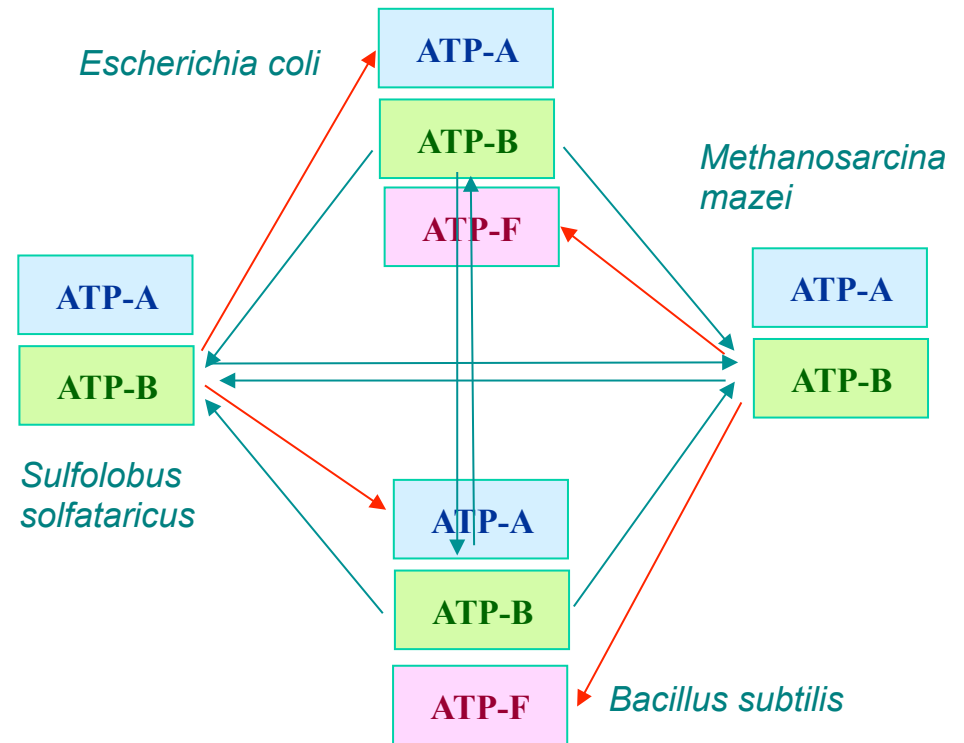 Escherichia coli
ATP-A
ATP-B
ATP-F
Methanosarcina
mazei
ATP-A
ATP-B
Sulfolobus
solfataricus
ATP-A
ATP-B
ATP-A
ATP-B
ATP-F
Bacillus subtilis